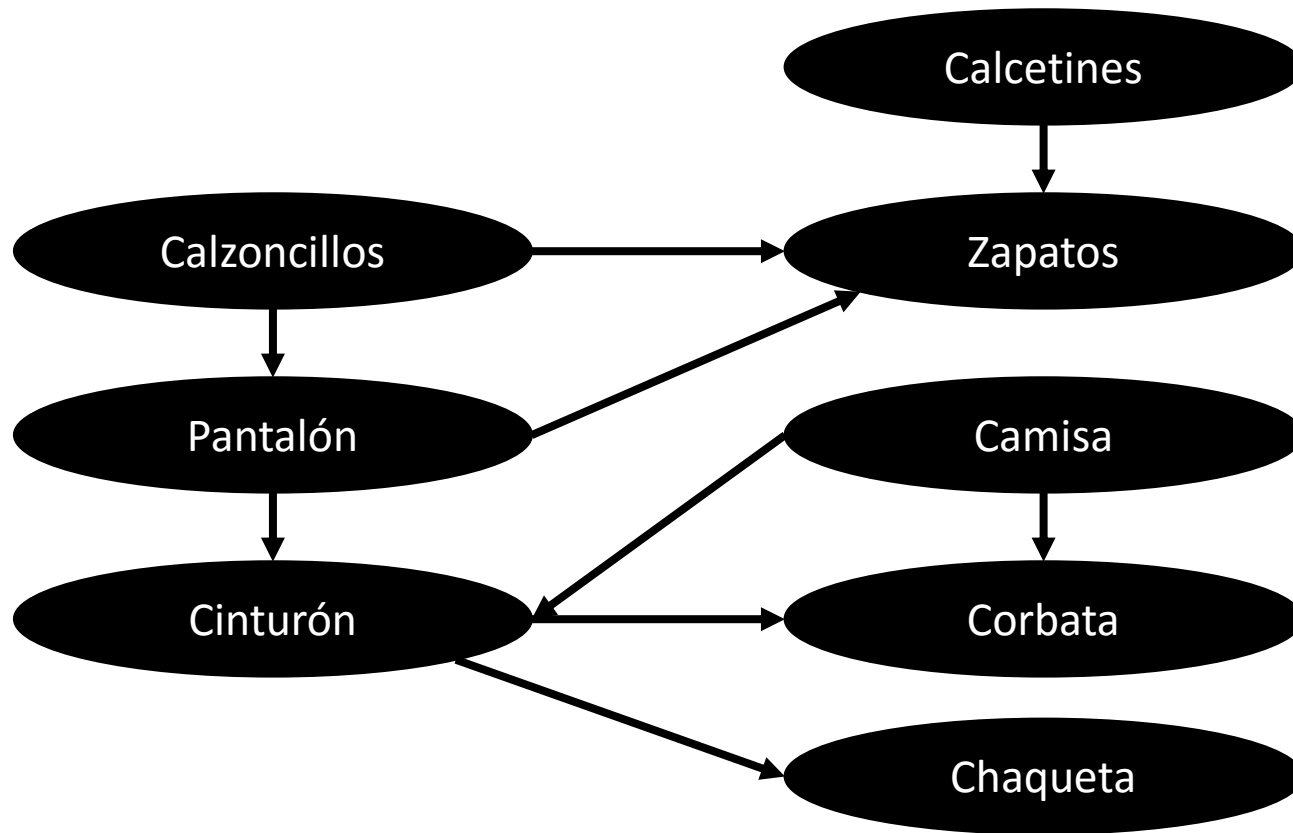 Calcetines
Calzoncillos
Zapatos
Pantalón
Camisa
Cinturón
Corbata
Chaqueta